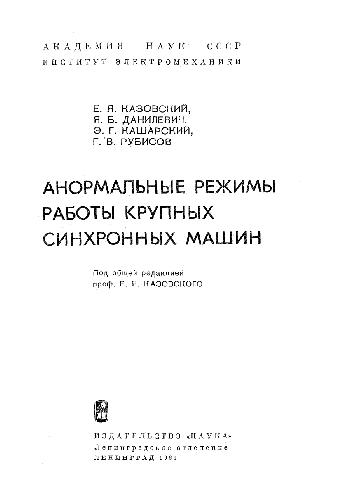 АКАДЕМИЯ НАУК СССР
ИНСТИТУТ ЭЛЕКТРОМЕХАНИКИ
Е. Я. КАЗОВСКИЙ,
Я. Б. ДАНИЛЕВИЧ,
Э. Г. КАШАРСКИЙ,
Г. В. РУБИСОВ
АНОРМАЛЬНЫЕ РЕЖИМЫ
РАБОТЫ КРУПНЫХ
СИНХРОННЫХ МАШИН
Под общей редакцией
проф. Е. Я. КАЗОВСКОГО
ИЗДАТЕЛЬСТВО «НАУКА»
Ленинградское отделение
ЛЕНИНГРАД